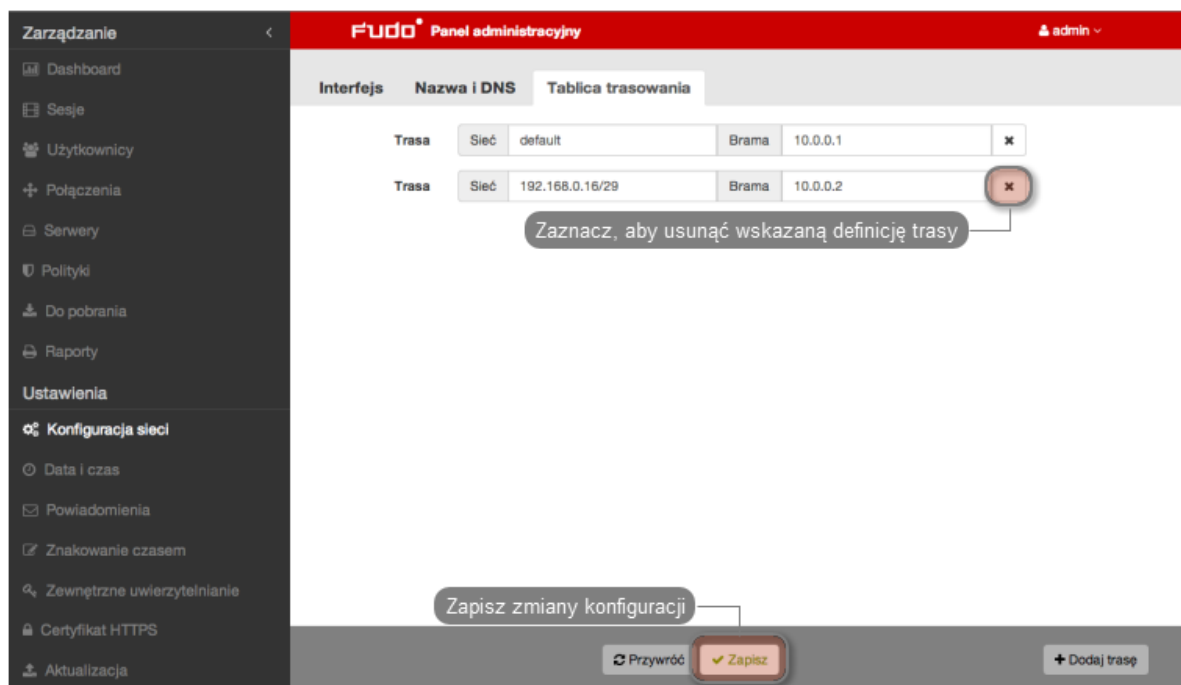 Zarządzanie
Dashboard
Sesje
Użytkownicy
Połączenia
Serwery
Polityki
Do pobrania
Raporty
Ustawienia
Konfiguracja sieci
Data i czas
Powiadomienia
Znakowanie czasem
Zewnętrzne uwierzytelnianie
Certyfikat HTTPS
Aktualizacja
FUDO Panel administracyjny admin
Interfejs Nazwa i DNS Tablica trasowania
Trasa Sieć default Brama 10.0.0.1
Trasa Sieć 192.168.0.16/29 Brama 10.0.0.2
Zaznacz, aby usunąć wskazaną definicję trasy
Zapisz zmiany konfiguracji
Przywróć Zapisz Dodaj trasę